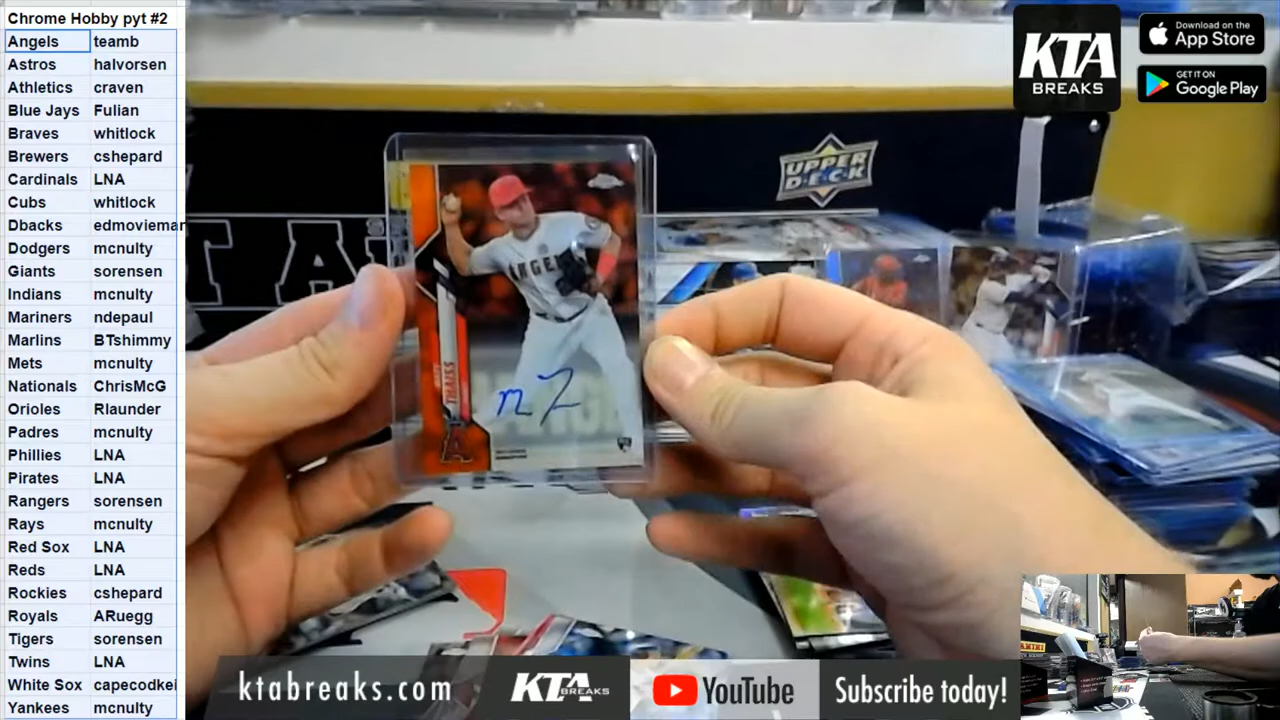 Chrome Hobby pyt #2
Angels teamb
Astros halvorsen
Athletics craven
Blue Jays Fulian
Braves whitlock
Brewers cshepard
Cardinals LNA
Cubs whitlock
Dbacks edmoviemar
Dodgers mcnulty
Giants sorensen
Indians mcnulty
Mariners ndepaul
Marlins BTshimmy
Mets mcnulty
Nationals ChrisMcG
Orioles Rlaunder
Padres mcnulty
Phillies LNA
Pirates LNA
Rangers sorensen
Rays mcnulty
Red Sox LNA
Reds LNA
Rockies cshepard
Royals ARuegg
Tigers sorensen
Twins LNA
White Sox capecodkei
Yankees mcnulty
KTA
BREAKS
Download on the
App Store
GET IT ON
Google Play
UPPER
DECK
ANGE
THAISS
A
ktabreaks.com
KTA
BREAKS
YouTube
Subscribe today!
PANINI